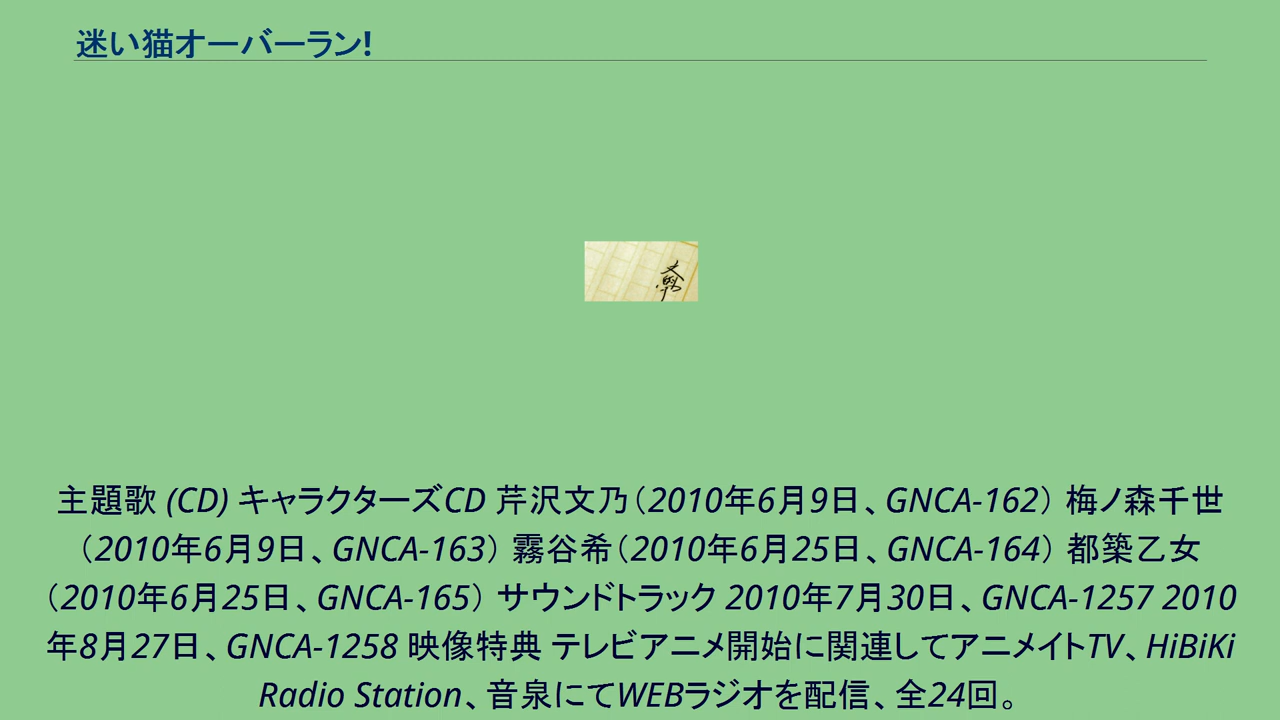 迷い猫オーバーラン!
主題歌 (CD) キャラクターズCD 芹沢文乃（2010年6月9日、GNCA-162） 梅ノ森千世
（2010年6月9日、GNCA-163） 霧谷希（2010年6月25日、GNCA-164） 都築乙女
（2010年6月25日、GNCA-165） サウンドトラック 2010年7月30日、GNCA-1257 2010
年8月27日、GNCA-1258 映像特典 テレビアニメ開始に関連してアニメイトTV、HiBiKi
Radio Station、音泉にてWEBラジオを配信、全24回。